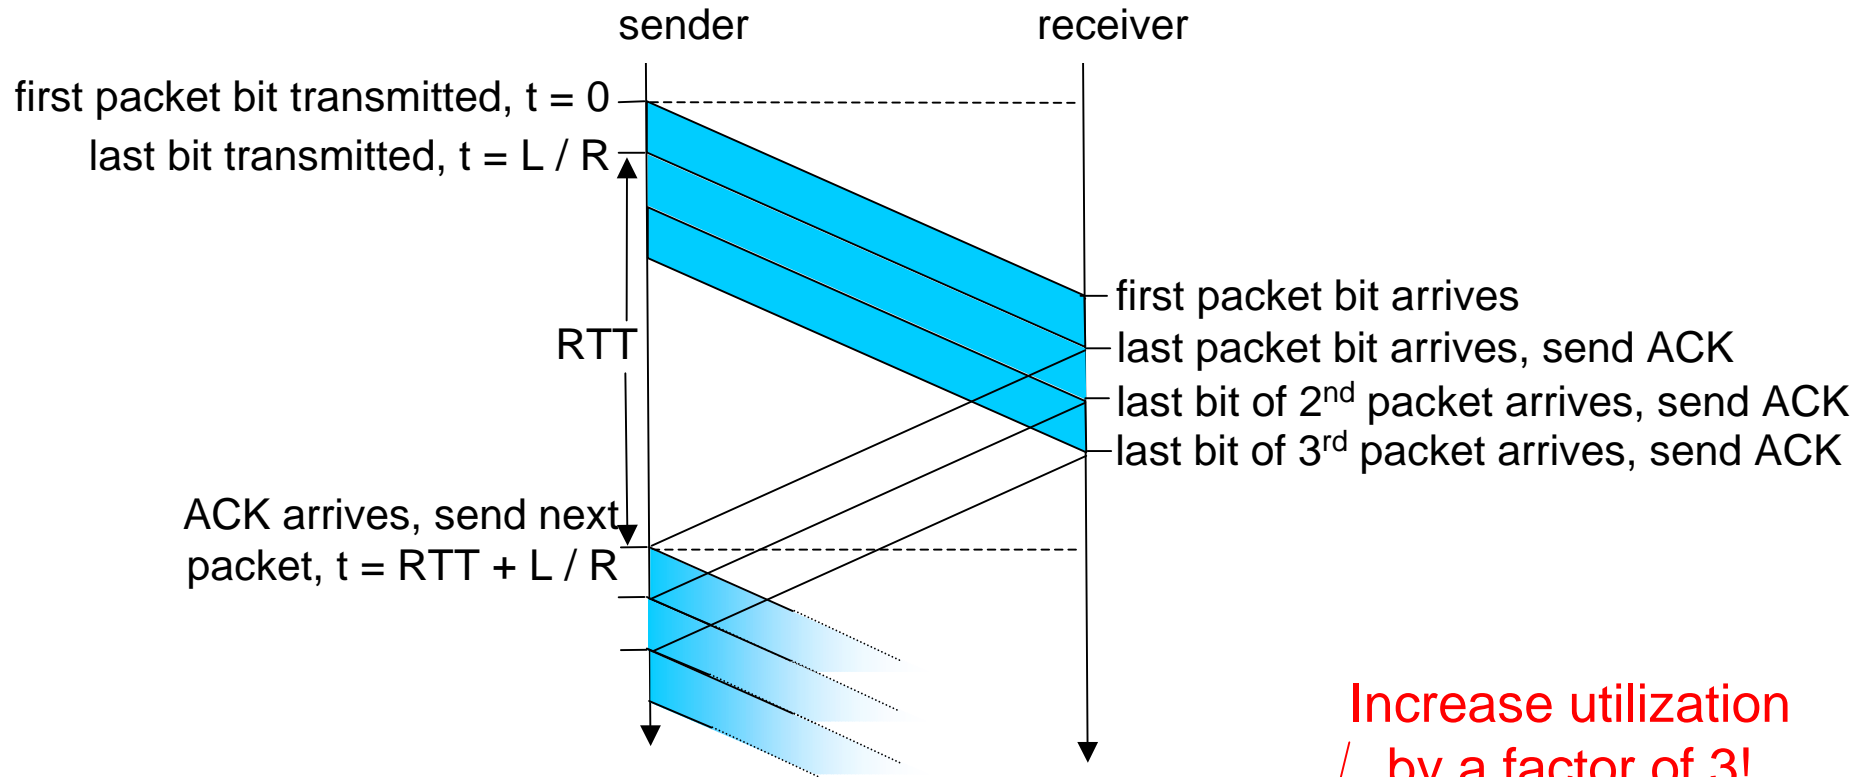 sender
receiver
first packet bit transmitted, t = 0
last bit transmitted, t = L / R
RTT
first packet bit arrives
last packet bit arrives, send ACK
last bit of 2nd packet arrives, send ACK
last bit of 3rd packet arrives, send ACK
ACK arrives, send next
packet, t = RTT + L / R
Increase utilization
by a factor of 3!